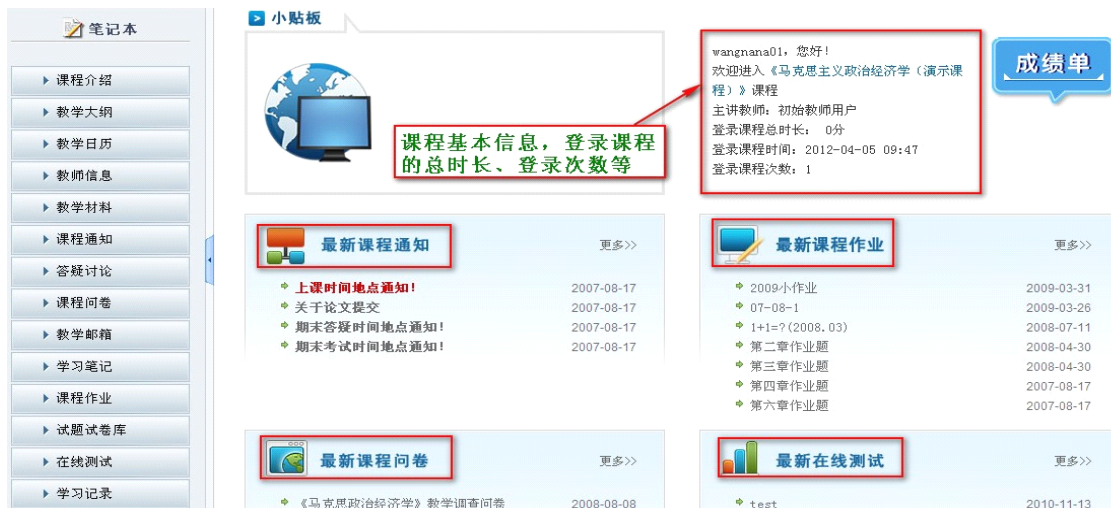 笔记本
课程介绍
教学大纲
教学日历
教师信息
教学材料
课程通知
答疑讨论
课程问卷
教学邮箱
学习笔记
课程作业
试题试卷库
在线测试
学习记录
小贴板
课程基本信息，登录课程
的总时长、登录次数等
wangnana01，您好！
欢迎进入《马克思主义政治经济学（演示课
程）》课程
主讲教师：初始教师用户
登录课程总时长： 0分
登录课程时间：2012-04-05 09:47
登录课程次数：1
成绩单
最新课程通知 更多>>
上课时间地点通知! 2007-08-17
关于论文提交 2007-08-17
期末答疑时间地点通知! 2007-08-17
期末考试时间地点通知! 2007-08-17
最新课程作业 更多>>
2009小作业 2009-03-31
07-08-1 2009-03-26
1+1=?(2008.03) 2008-07-11
第二章作业题 2008-04-30
第三章作业题 2008-04-30
第四章作业题 2007-08-17
第六章作业题 2007-08-17
最新课程问卷 更多>>
《马克思政治经济学》教学调查问卷 2008-08-08
最新在线测试 更多>>
test 2010-11-13